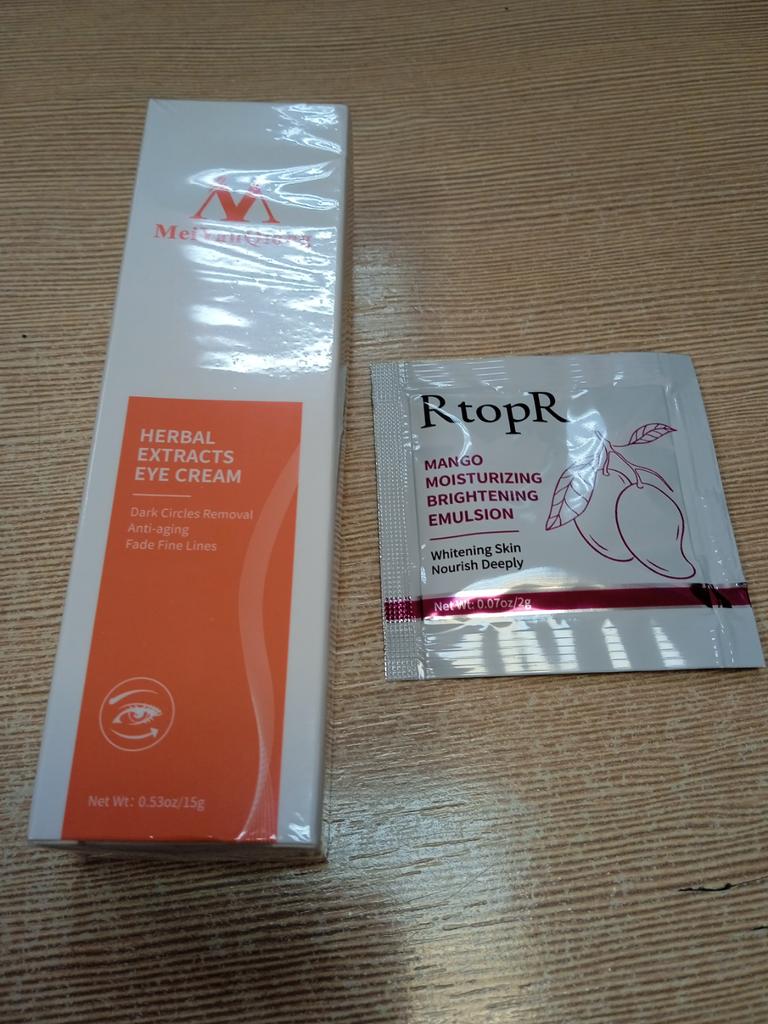 MeiYanQiong
HERBAL
EXTRACTS
EYE CREAM
Dark Circles Removal
Anti-aging
Fade Fine Lines
Net Wt: 0.53oz/15g
RtopR
MANGO
MOISTURIZING
BRIGHTENING
EMULSION
Whitening Skin
Nourish Deeply
Net Wt: 0.07oz/2g